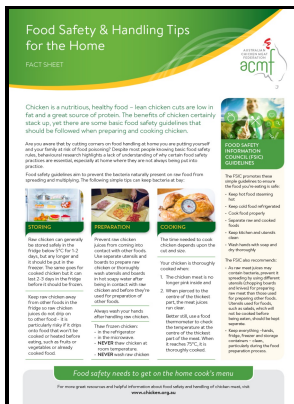 Food Safety & Handling Tips
for the Home
FACT SHEET
AUSTRALIAN
CHICKEN MEAT
FEDERATION
acmf
Chicken is a nutritious, healthy food – lean chicken cuts are low in
fat and a great source of protein. The benefits of chicken certainly
stack up, yet there are some basic food safety guidelines that
should be followed when preparing and cooking chicken.
Are you aware that by cutting corners on food handling at home you are putting yourself
and your family at risk of food poisoning? Despite most people knowing basic food safety
rules, behavioural research highlights a lack of understanding of why certain food safety
practices are essential, especially at home where they are not always being put into
practice.
Food safety guidelines aim to prevent the bacteria naturally present on raw food from
spreading and multiplying. The following simple tips can keep bacteria at bay:
STORING
Raw chicken can generally
be stored safely in the
fridge below 5°C for 1-2
days, but any longer and
it should be put in the
freezer. The same goes for
cooked chicken but it can
last 2-3 days in the fridge
before it should be frozen.
Keep raw chicken away
from other foods in the
fridge so raw chicken
juices do not drip on
to other food – it is
particularly risky if it drips
onto food that won't be
cooked or heated before
eating, such as fruits or
vegetables or already
cooked food.
PREPARATION
Prevent raw chicken
juices from coming into
contact with other foods.
Use separate utensils and
boards to prepare raw
chicken or thoroughly
wash utensils and boards
in hot soapy water after
being in contact with raw
chicken and before they're
used for preparation of
other foods.
Always wash your hands
after handling raw chicken.
Thaw frozen chicken:
- in the refrigerator
- in the microwave.
- NEVER thaw chicken at
room temperature.
- NEVER wash raw chicken
COOKING
The time needed to cook
chicken depends upon the
cut and size.
Your chicken is thoroughly
cooked when:
1. The chicken meat is no
longer pink inside and
2. When pierced to the
centre of the thickest
part, the meat juices
run clear.
Better still, use a food
thermometer to check
the temperature at the
centre of the thickest
part of the meat. When
it reaches 75°C, it is
thoroughly cooked.
FOOD SAFETY
INFORMATION
COUNCIL (FSIC)
GUIDELINES
The FSIC promotes these
simple guidelines to ensure
the food you're eating is safe:
- Keep hot food steaming
hot
- Keep cold food refrigerated
- Cook food properly
- Separate raw and cooked
foods
- Keep kitchen and utensils
clean
- Wash hands with soap and
dry thoroughly
The FSIC also recommends:
- As raw meat juices may
contain bacteria, prevent it
spreading by using different
utensils (chopping boards
and knives) for preparing
raw meat than those used
for preparing other foods.
Utensils used for foods,
such as salads, which will
not be cooked before
being eaten, should be kept
separate.
- Keep everything - hands,
fridge, freezer and storage
containers – clean,
particularly during the food
preparation process.
Food safety needs to get on the home cook's menu
For more great resources and helpful information about food safety and handling of chicken meat, visit
www.chicken.org.au